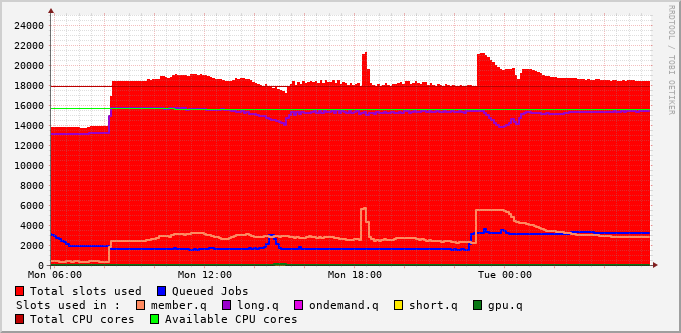 RRDTOOL / TOBI OETIKER
24000
22000
20000
18000
16000
14000
12000
10000
8000
6000
4000
2000
0
Mon 06:00 Mon 12:00 Mon 18:00 Tue 00:00
Total slots used Queued Jobs
Slots used in : member.q long.q ondemand.q short.q gpu.q
Total CPU cores Available CPU cores